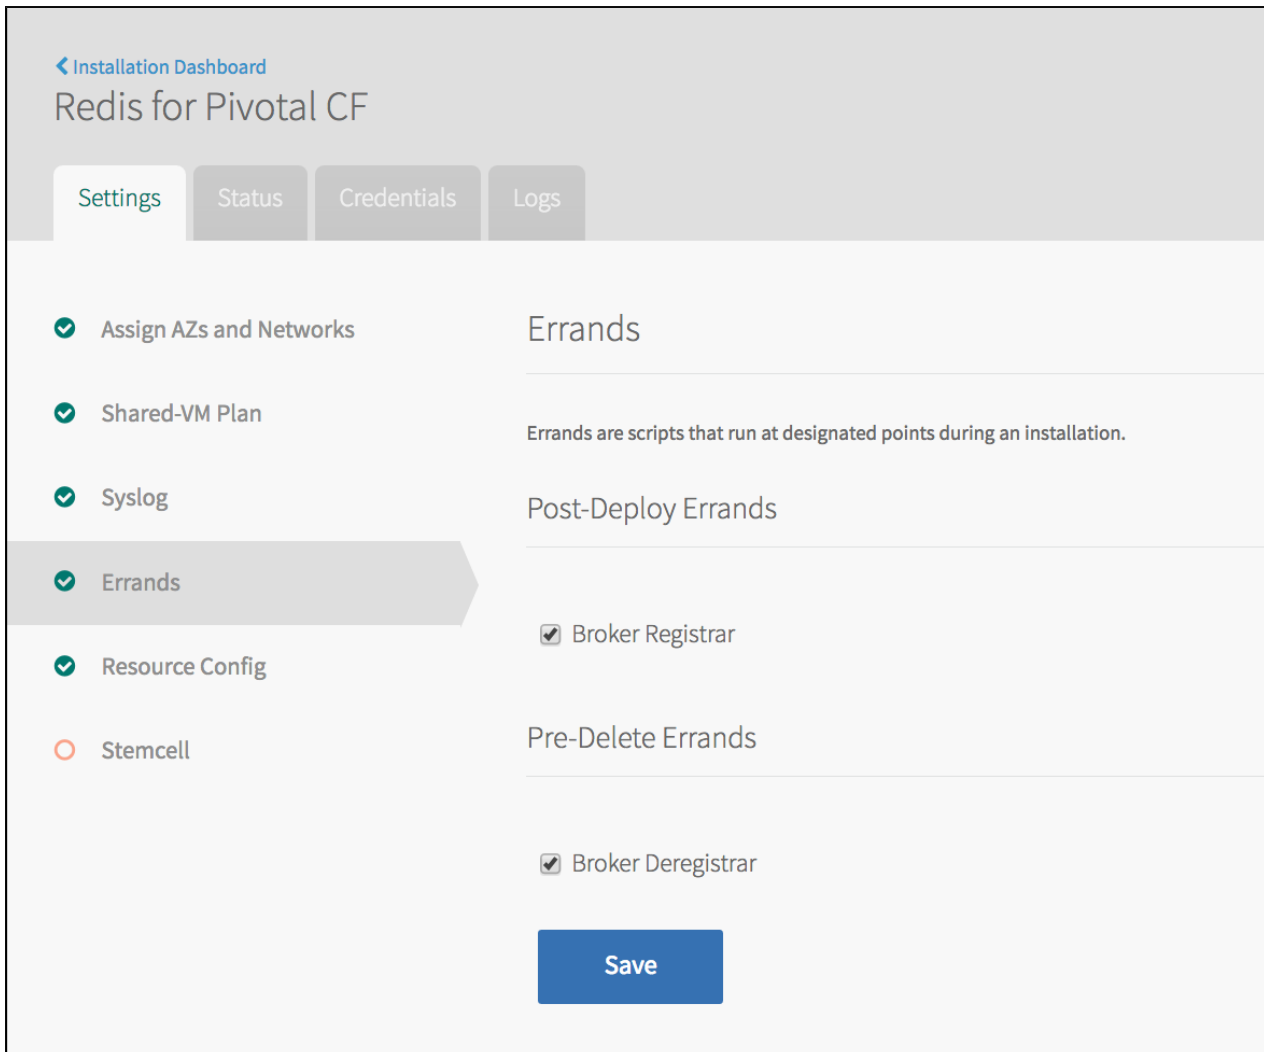 Installation Dashboard
Redis for Pivotal CF
Settings
Status
Credentials
Logs
Assign AZs and Networks
Shared-VM Plan
Syslog
Errands
Resource Config
Stemcell
Errands
Errands are scripts that run at designated points during an installation.
Post-Deploy Errands
Broker Registrar
Pre-Delete Errands
Broker Deregistrar
Save